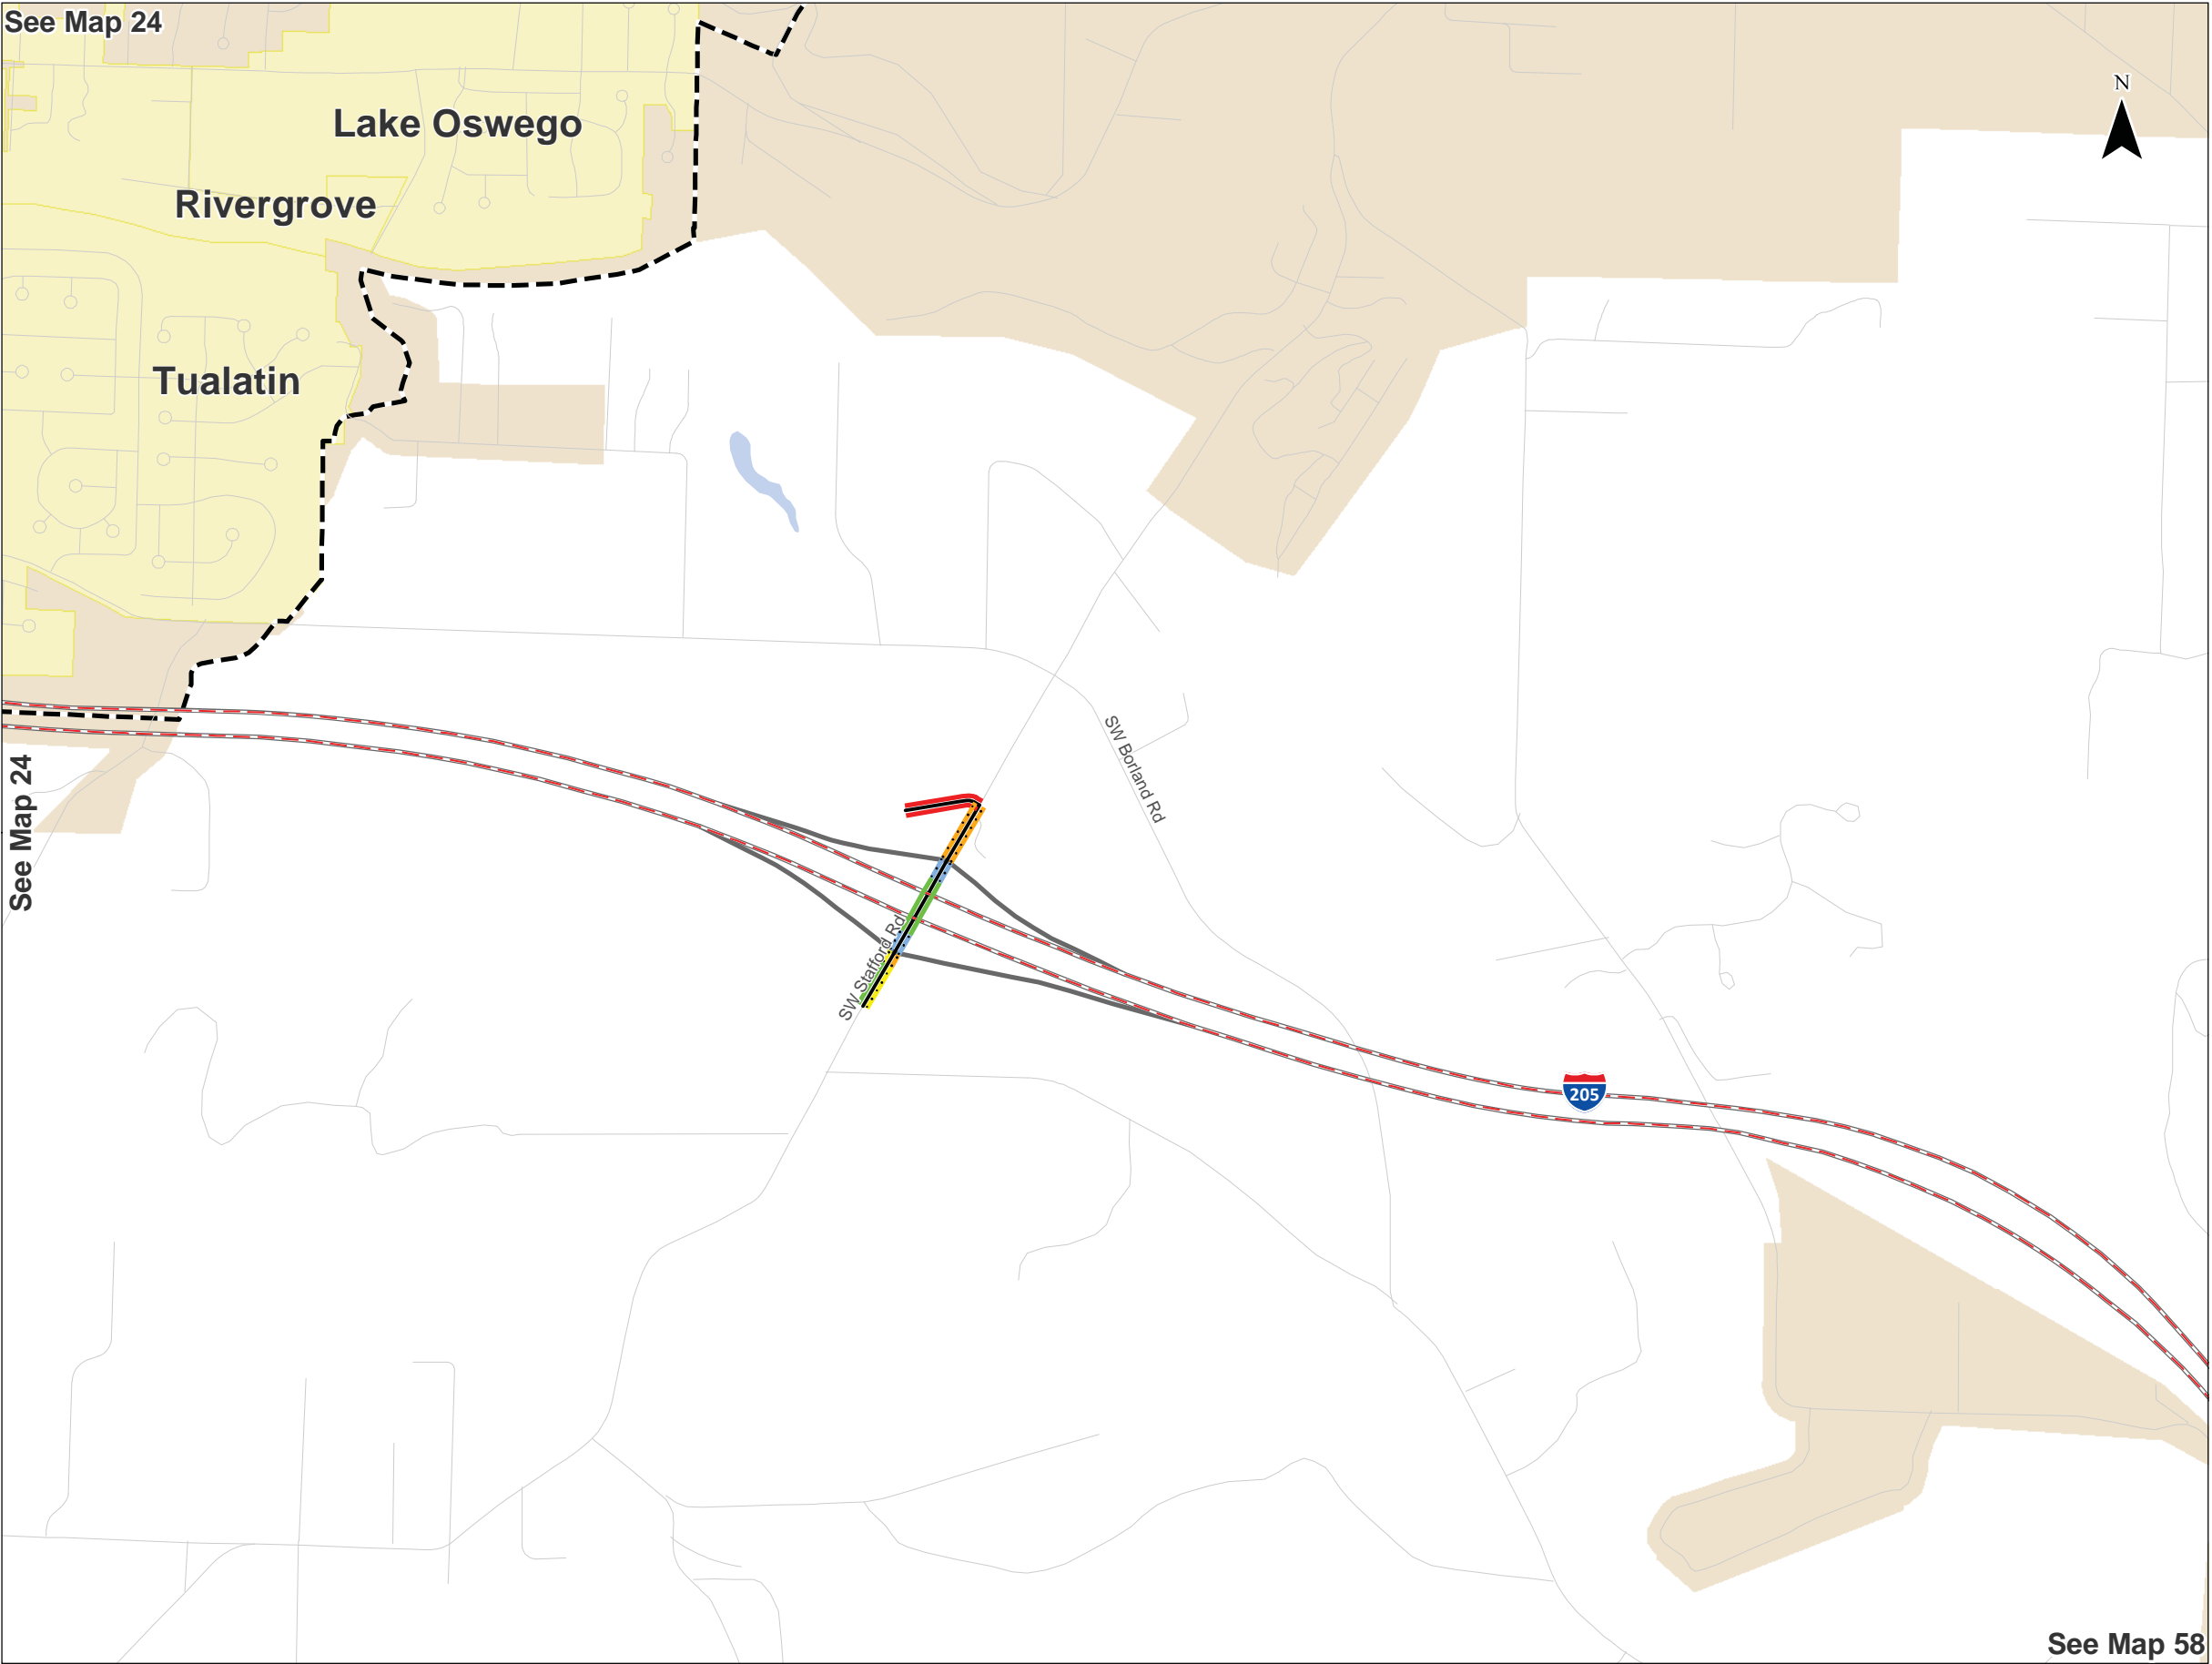 See Map 24
N
Lake Oswego
Rivergrove
Tualatin
SW Borland Rd
See Map 24
SW Stafford Rd
205
See Map 58